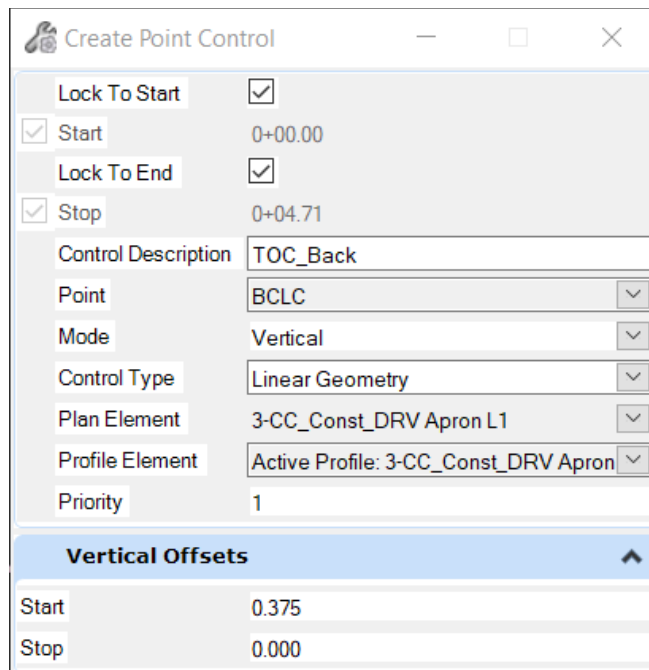 Create Point Control
Lock To Start
Start 0+00.00
Lock To End
Stop 0+04.71
Control Description TOC_Back
Point BCLC
Mode Vertical
Control Type Linear Geometry
Plan Element 3-CC_Const_DRV Apron L1
Profile Element Active Profile: 3-CC_Const_DRV Apron
Priority 1
Vertical Offsets
Start 0.375
Stop 0.000